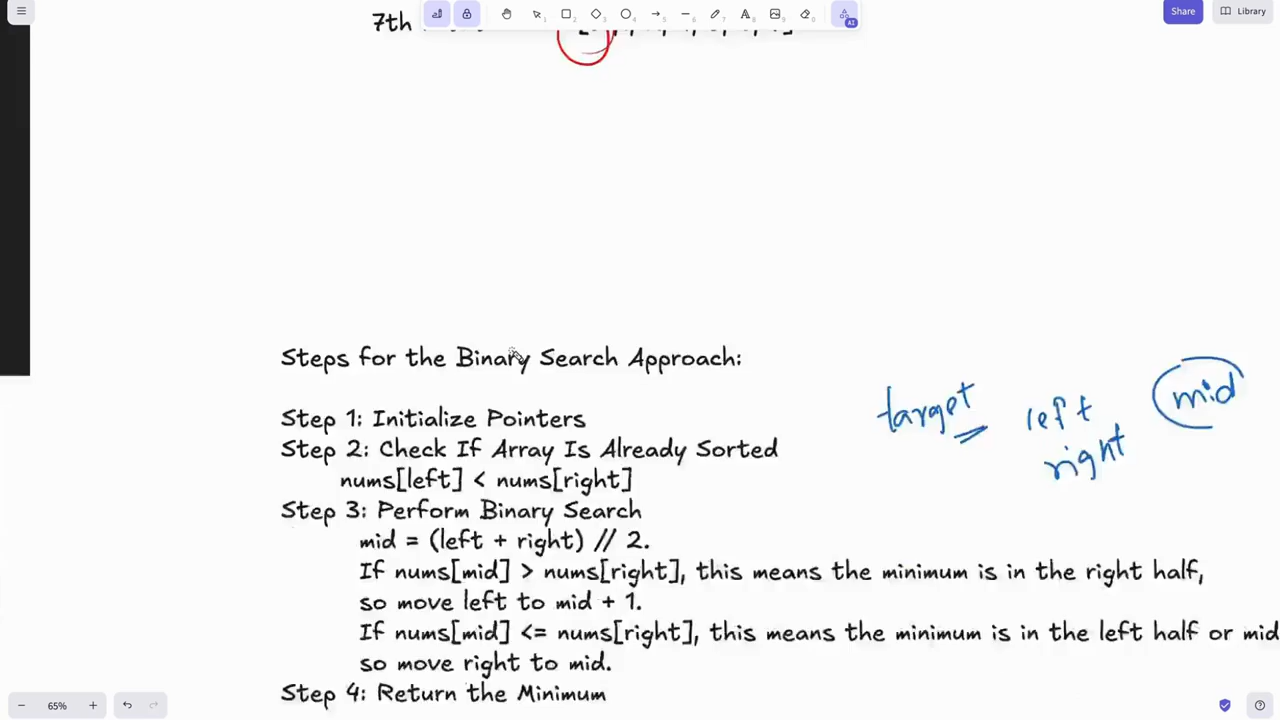 Share
Library
7th
AI
Steps for the Binary Search Approach:
target left mid
right
Step 1: Initialize Pointers
Step 2: Check If Array Is Already Sorted
nums[left] < nums[right]
Step 3: Perform Binary Search
mid = (left + right) // 2.
If nums[mid] > nums[right], this means the minimum is in the right half,
so move left to mid + 1.
If nums[mid] <= nums[right], this means the minimum is in the left half or mid
so move right to mid.
Step 4: Return the Minimum
65%